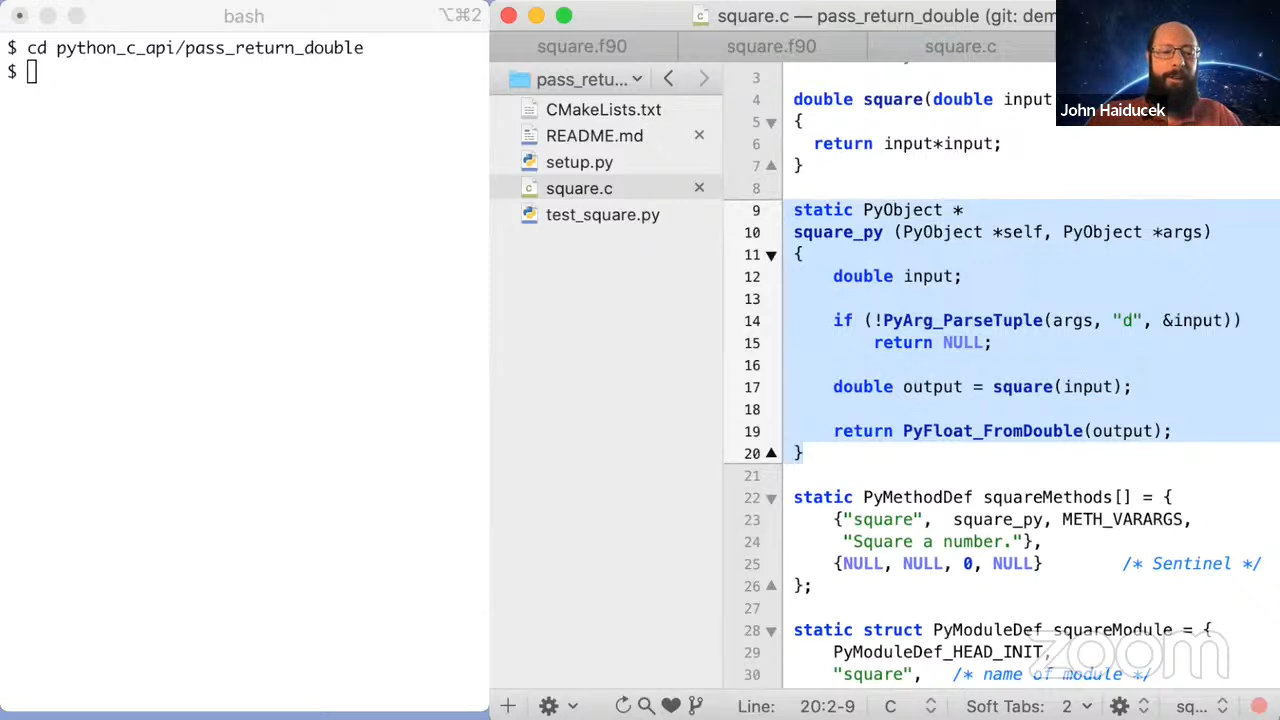 bash
⌥⌘2
$ cd python_c_api/pass_return_double
$
square.c — pass_return_double (git: dem
square.f90
square.f90
square.c
pass_retu...
CMakeLists.txt
README.md
setup.py
square.c
test_square.py
3
4 double square(double input
5 {
6 return input*input;
7 }
8
9 static PyObject *
10 square_py (PyObject *self, PyObject *args)
11 {
12 double input;
13
14 if (!PyArg_ParseTuple(args, "d", &input))
15 return NULL;
16
17 double output = square(input);
18
19 return PyFloat_FromDouble(output);
20 }
21
22 static PyMethodDef squareMethods[] = {
23 {"square", square_py, METH_VARARGS,
24 "Square a number."},
25 {NULL, NULL, 0, NULL} /* Sentinel */
26 };
27
28 static struct PyModuleDef squareModule = {
29 PyModuleDef_HEAD_INIT,
30 "square", /* name of module */
John Haiducek
zoom
Line: 20:2-9 C Soft Tabs: 2 sq...